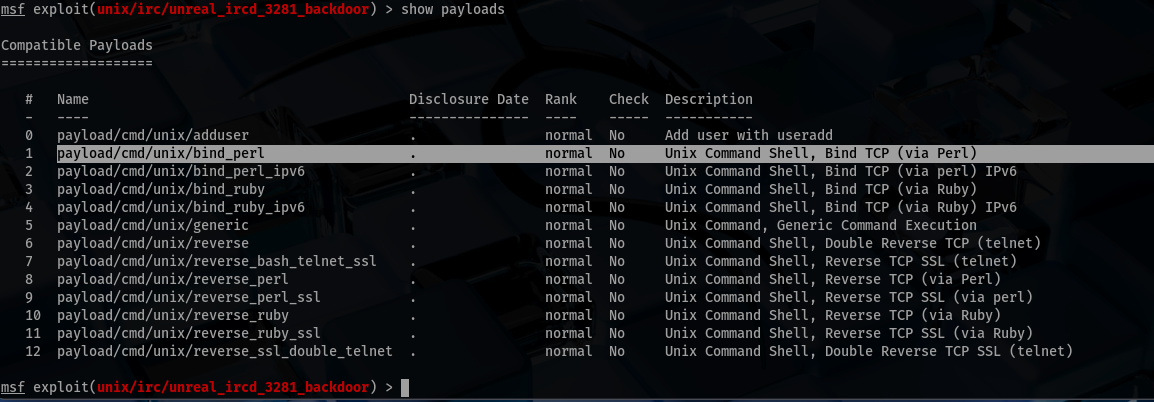 msf exploit(unix/irc/unreal_ircd_3281_backdoor) > show payloads
Compatible Payloads
===================
#   Name                                        Disclosure Date  Rank    Check  Description
-   ----                                        ---------------  ----    -----  -----------
0   payload/cmd/unix/adduser                    .                normal  No     Add user with useradd
1   payload/cmd/unix/bind_perl                  .                normal  No     Unix Command Shell, Bind TCP (via Perl)
2   payload/cmd/unix/bind_perl_ipv6             .                normal  No     Unix Command Shell, Bind TCP (via perl) IPv6
3   payload/cmd/unix/bind_ruby                  .                normal  No     Unix Command Shell, Bind TCP (via Ruby)
4   payload/cmd/unix/bind_ruby_ipv6             .                normal  No     Unix Command Shell, Bind TCP (via Ruby) IPv6
5   payload/cmd/unix/generic                    .                normal  No     Unix Command, Generic Command Execution
6   payload/cmd/unix/reverse                    .                normal  No     Unix Command Shell, Double Reverse TCP (telnet)
7   payload/cmd/unix/reverse_bash_telnet_ssl    .                normal  No     Unix Command Shell, Reverse TCP SSL (telnet)
8   payload/cmd/unix/reverse_perl               .                normal  No     Unix Command Shell, Reverse TCP (via Perl)
9   payload/cmd/unix/reverse_perl_ssl           .                normal  No     Unix Command Shell, Reverse TCP SSL (via perl)
10  payload/cmd/unix/reverse_ruby               .                normal  No     Unix Command Shell, Reverse TCP (via Ruby)
11  payload/cmd/unix/reverse_ruby_ssl           .                normal  No     Unix Command Shell, Reverse TCP SSL (via Ruby)
12  payload/cmd/unix/reverse_ssl_double_telnet  .                normal  No     Unix Command Shell, Double Reverse TCP SSL (telnet)
msf exploit(unix/irc/unreal_ircd_3281_backdoor) >